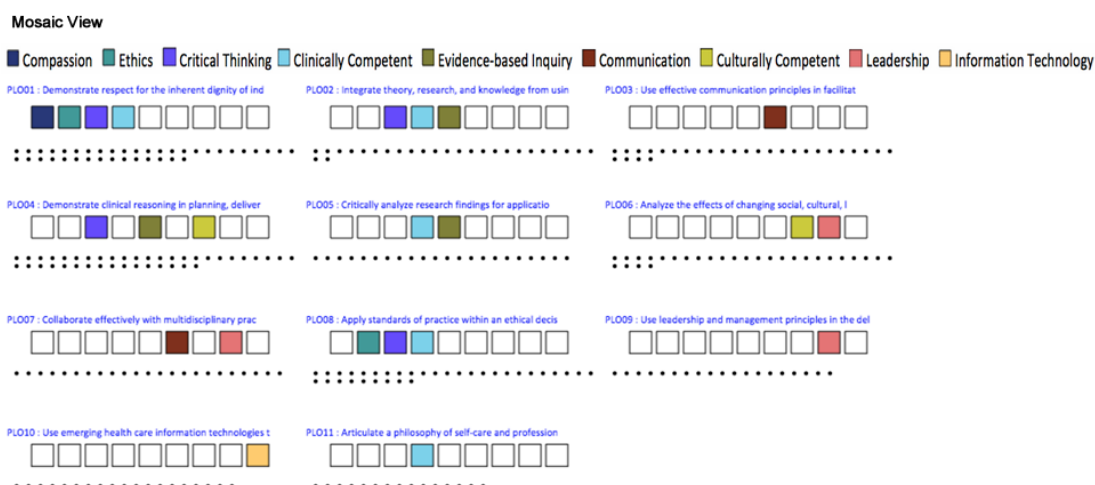 Mosaic View
Compassion Ethics Critical Thinking Clinically Competent Evidence-based Inquiry Communication Culturally Competent Leadership Information Technology
PLO01 : Demonstrate respect for the inherent dignity of ind
PLO02 : Integrate theory, research, and knowledge from usin
PLO03 : Use effective communication principles in facilitat
PLO04 : Demonstrate clinical reasoning in planning, deliver
PLO05 : Critically analyze research findings for applicatio
PLO06 : Analyze the effects of changing social, cultural, l
PLO07 : Collaborate effectively with multidisciplinary prac
PLO08 : Apply standards of practice within an ethical decis
PLO09 : Use leadership and management principles in the del
PLO10 : Use emerging health care information technologies t
PLO11 : Articulate a philosophy of self-care and profession